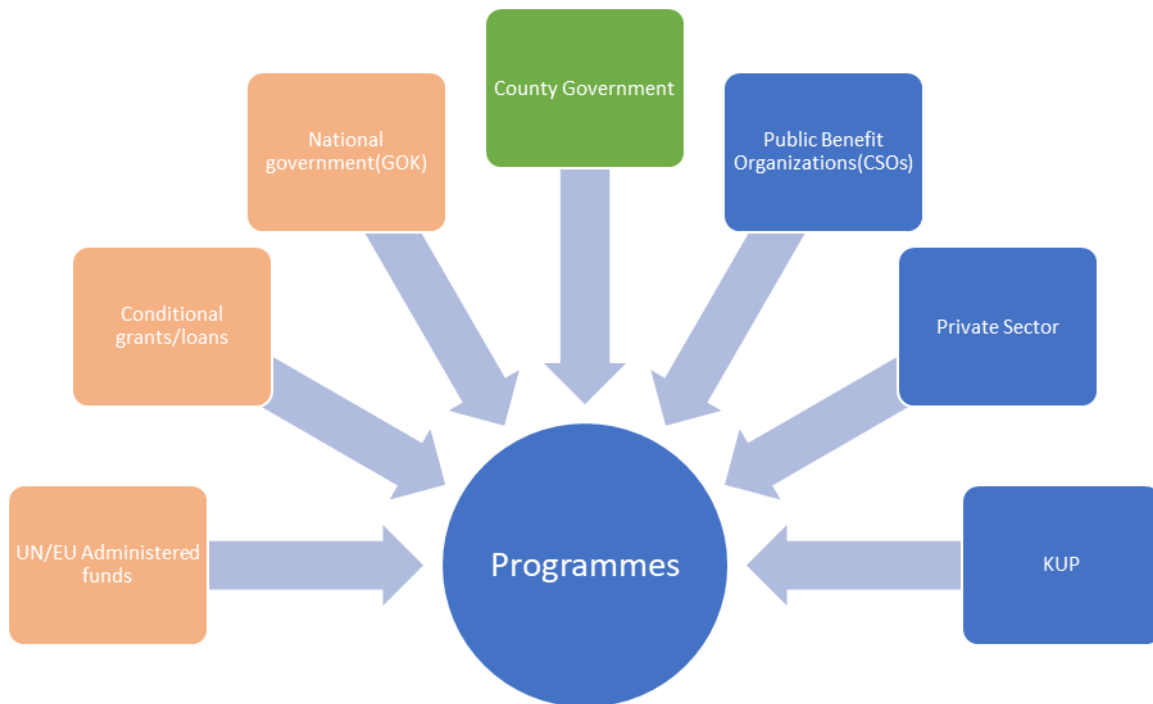 County Government
National
government(GOK)
Public Benefit
Organizations(CSOs)
Conditional
grants/loans
Private Sector
UN/EU Administered
funds
Programmes
KUP